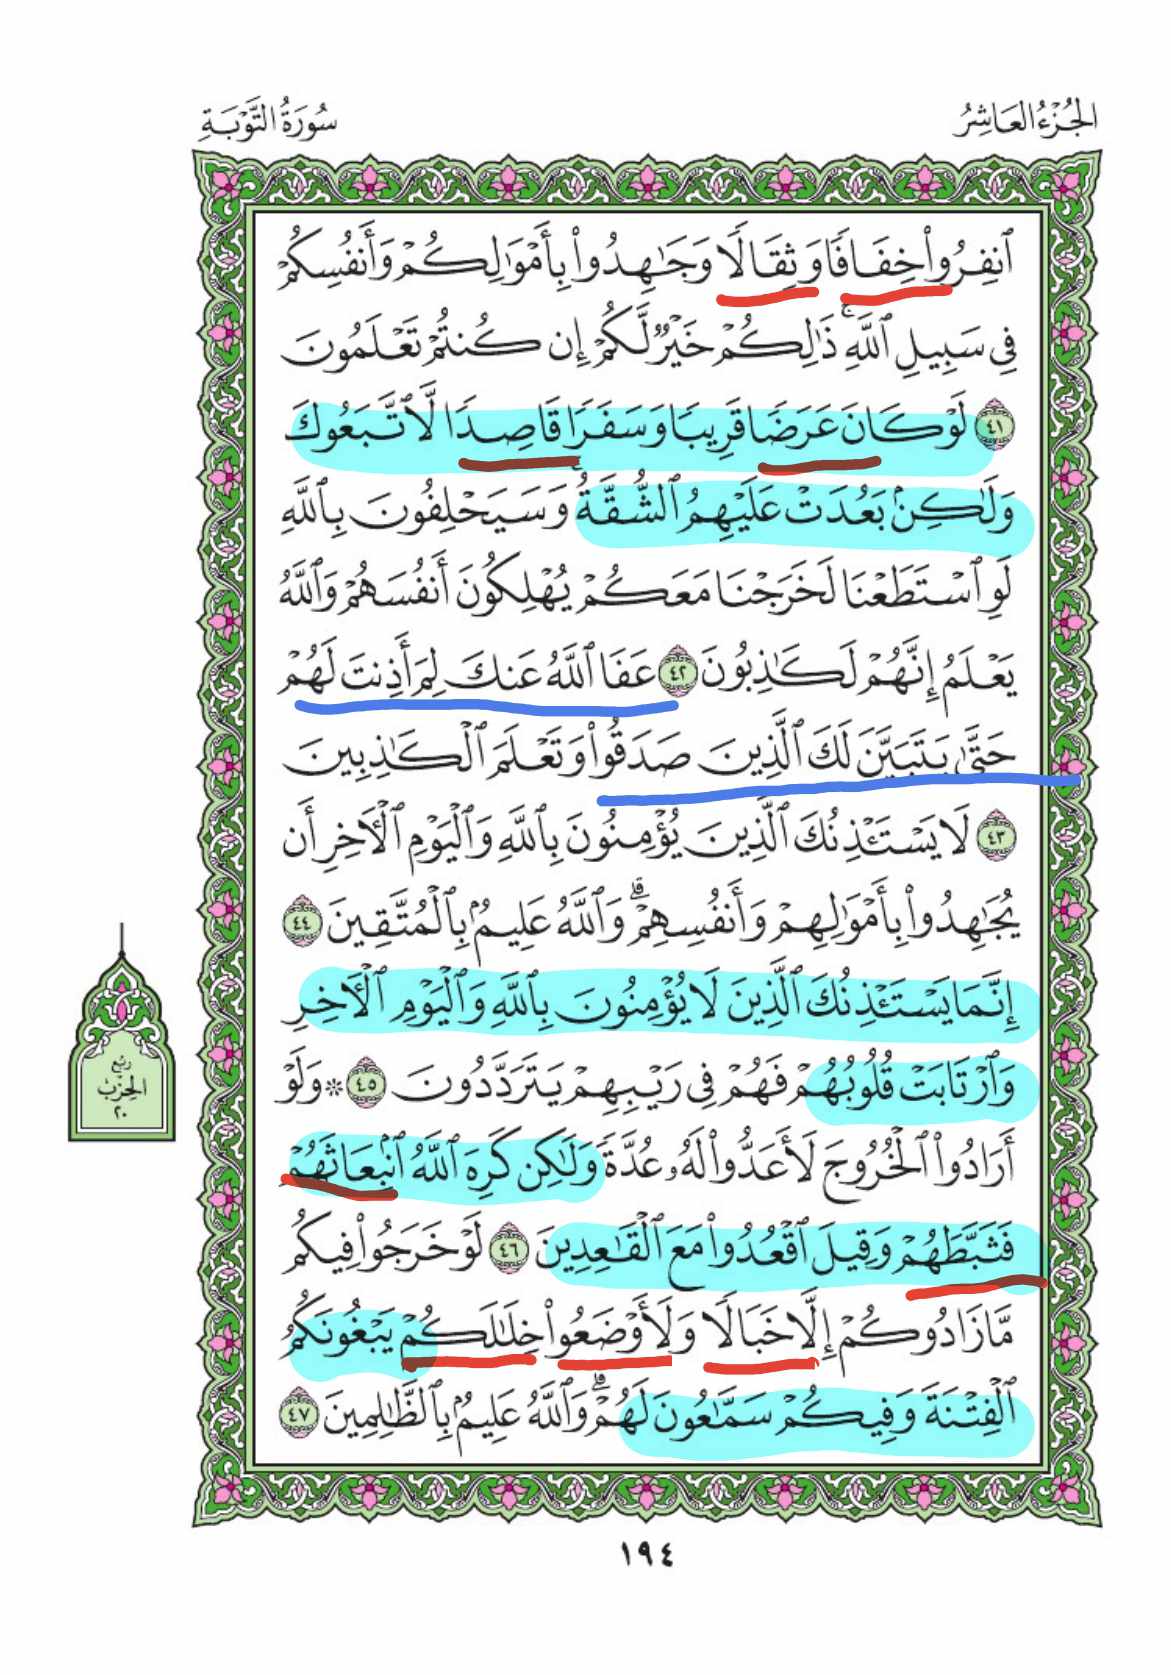 الجُزْءُ العَاشِرُ
سُورَةُ التَّوْبَةِ
ٱنفِرُوا۟ خِفَافًا وَثِقَالًا وَجَٰهِدُوا۟ بِأَمْوَٰلِكُمْ وَأَنفُسِكُمْ
فِى سَبِيلِ ٱللَّهِ ۚ ذَٰلِكُمْ خَيْرٌ لَّكُمْ إِن كُنتُمْ تَعْلَمُونَ
٤١ لَوْ كَانَ عَرَضًا قَرِيبًا وَسَفَرًا قَاصِدًا لَّٱتَّبَعُوكَ
وَلَٰكِنۢ بَعُدَتْ عَلَيْهِمُ ٱلشُّقَّةُ ۚ وَسَيَحْلِفُونَ بِٱللَّهِ
لَوِ ٱسْتَطَعْنَا لَخَرَجْنَا مَعَكُمْ يُهْلِكُونَ أَنفُسَهُمْ وَٱللَّهُ
يَعْلَمُ إِنَّهُمْ لَكَٰذِبُونَ ٤٢ عَفَا ٱللَّهُ عَنكَ لِمَ أَذِنتَ لَهُمْ
حَتَّىٰ يَتَبَيَّنَ لَكَ ٱلَّذِينَ صَدَقُوا۟ وَتَعْلَمَ ٱلْكَٰذِبِينَ
٤٣ لَا يَسْتَـْٔذِنُكَ ٱلَّذِينَ يُؤْمِنُونَ بِٱللَّهِ وَٱلْيَوْمِ ٱلْـَٔاخِرِ أَن
يُجَٰهِدُوا۟ بِأَمْوَٰلِهِمْ وَأَنفُسِهِمْ ۗ وَٱللَّهُ عَلِيمٌۢ بِٱلْمُتَّقِينَ ٤٤
إِنَّمَا يَسْتَـْٔذِنُكَ ٱلَّذِينَ لَا يُؤْمِنُونَ بِٱللَّهِ وَٱلْيَوْمِ ٱلْـَٔاخِرِ
وَٱرْتَابَتْ قُلُوبُهُمْ فَهُمْ فِى رَيْبِهِمْ يَتَرَدَّدُونَ ٤٥ * وَلَوْ
أَرَادُوا۟ ٱلْخُرُوجَ لَأَعَدُّوا۟ لَهُۥ عُدَّةً وَلَٰكِن كَرِهَ ٱللَّهُ ٱنۢبِعَاثَهُمْ
فَثَبَّطَهُمْ وَقِيلَ ٱقْعُدُوا۟ مَعَ ٱلْقَٰعِدِينَ ٤٦ لَوْ خَرَجُوا۟ فِيكُم
مَّا زَادُوكُمْ إِلَّا خَبَالًا وَلَأَوْضَعُوا۟ خِلَٰلَكُمْ يَبْغُونَكُمُ
ٱلْفِتْنَةَ وَفِيكُمْ سَمَّٰعُونَ لَهُمْ ۗ وَٱللَّهُ عَلِيمٌۢ بِٱلظَّٰلِمِينَ ٤٧
رُبْع
الحِزْب
٢٠
١٩٤